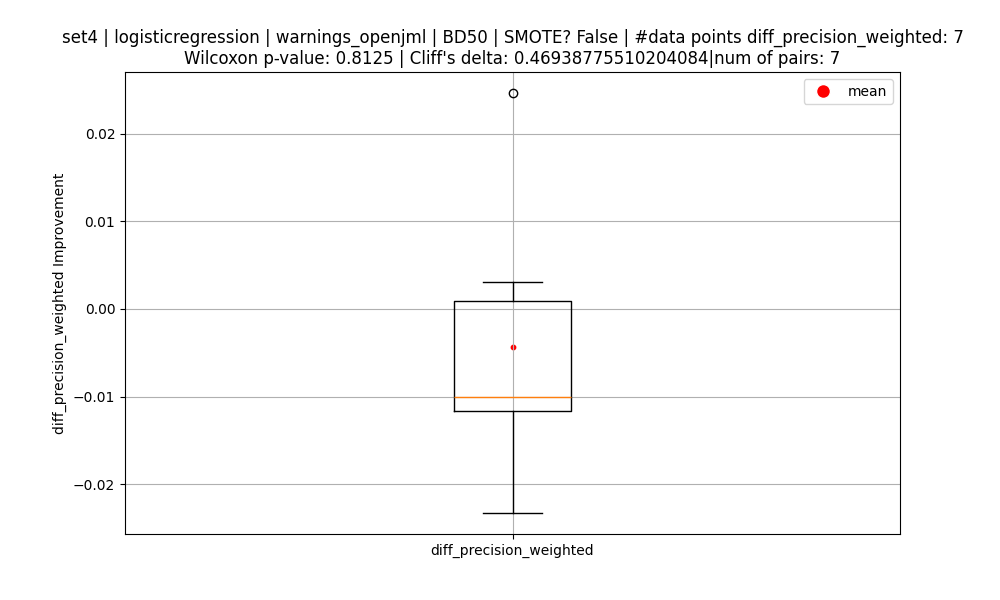 set4 | logisticregression | warnings_openjml | BD50 | SMOTE? False | #data points diff_precision_weighted: 7
Wilcoxon p-value: 0.8125 | Cliff's delta: 0.46938775510204084|num of pairs: 7
mean
0.02
0.01
0.00
−0.01
−0.02
diff_precision_weighted Improvement
diff_precision_weighted